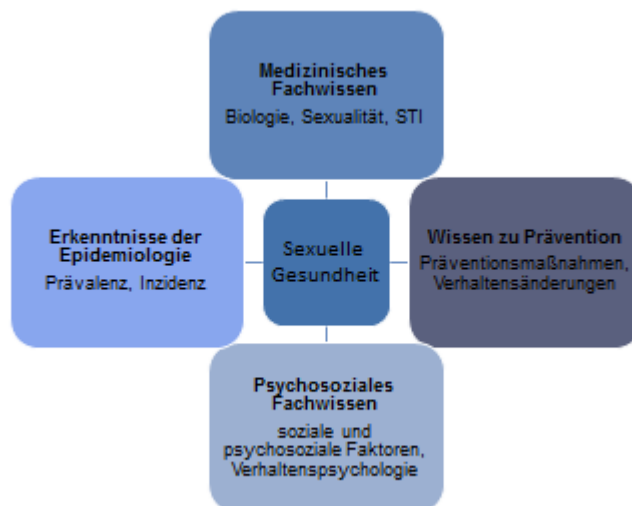 Medizinisches
Fachwissen
Biologie, Sexualität, STI
Erkenntnisse der
Epidemiologie
Prävalenz, Inzidenz
Sexuelle
Gesundheit
Wissen zu Prävention
Präventionsmaßnahmen,
Verhaltensänderungen
Psychosoziales
Fachwissen
soziale und
psychosoziale Faktoren,
Verhaltenspsychologie